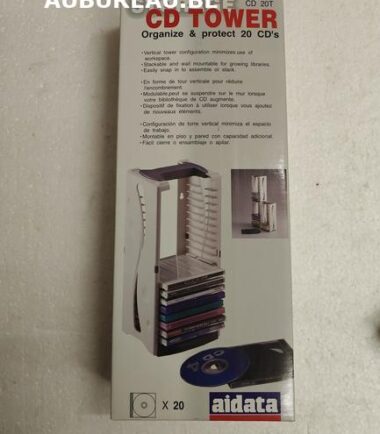 AUBUREAU.BE
CD 20T
CD TOWER
Organize & protect 20 CD's
• Vertical tower configuration minimizes use of
workspace.
• Stackable and wall mountable for growing libraries.
• Easily snap in to assemble or stack.
• En forme de tour verticale pour réduire
l'encombrement.
• Modulable,peut se suspendre sur le mur lorsque
votre bibliothèque de CD augmente.
• Dispositif de fixation à utiliser lorsque vous ajoutez
de nouveaux éléments.
• Configuración de torre vertical minimiza el espacio
de trabajo.
• Montable en piso y pared con capacidad adicional.
• Fácil cierre o ensamblaje o apilar.
X 20
aidata